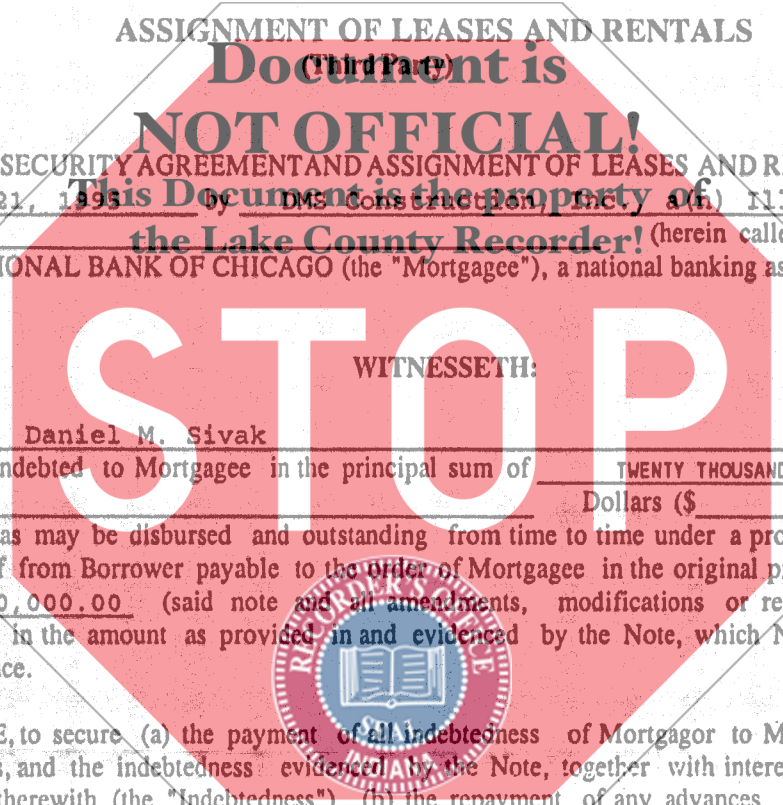 ASSIGNMENT OF LEASES AND RENTALS
Document is
(Third Party)
NOT OFFICIAL!
SECURITY AGREEMENT AND ASSIGNMENT OF LEASES AND R
This Document is the property of
21, 1995 by DMS Construction, Inc. a(n) Ill
the Lake County Recorder!
(herein calle
IONAL BANK OF CHICAGO (the "Mortgagee"), a national banking as
STOP
WITNESSETH:
Daniel M. Sivak
ndebted to Mortgagee in the principal sum of TWENTY THOUSAND
Dollars ($
as may be disbursed and outstanding from time to time under a pro
f from Borrower payable to the order of Mortgagee in the original p
0,000.00 (said note and all amendments, modifications or re
in the amount as provided in and evidenced by the Note, which N
ce.
RECORDER'S OFFICE
SEAL
INDIANA
E, to secure (a) the payment of all indebtedness of Mortgagor to M
s, and the indebtedness evidenced by the Note, together with intere
therewith (the "Indebtedness") (b) the repayment of any advances